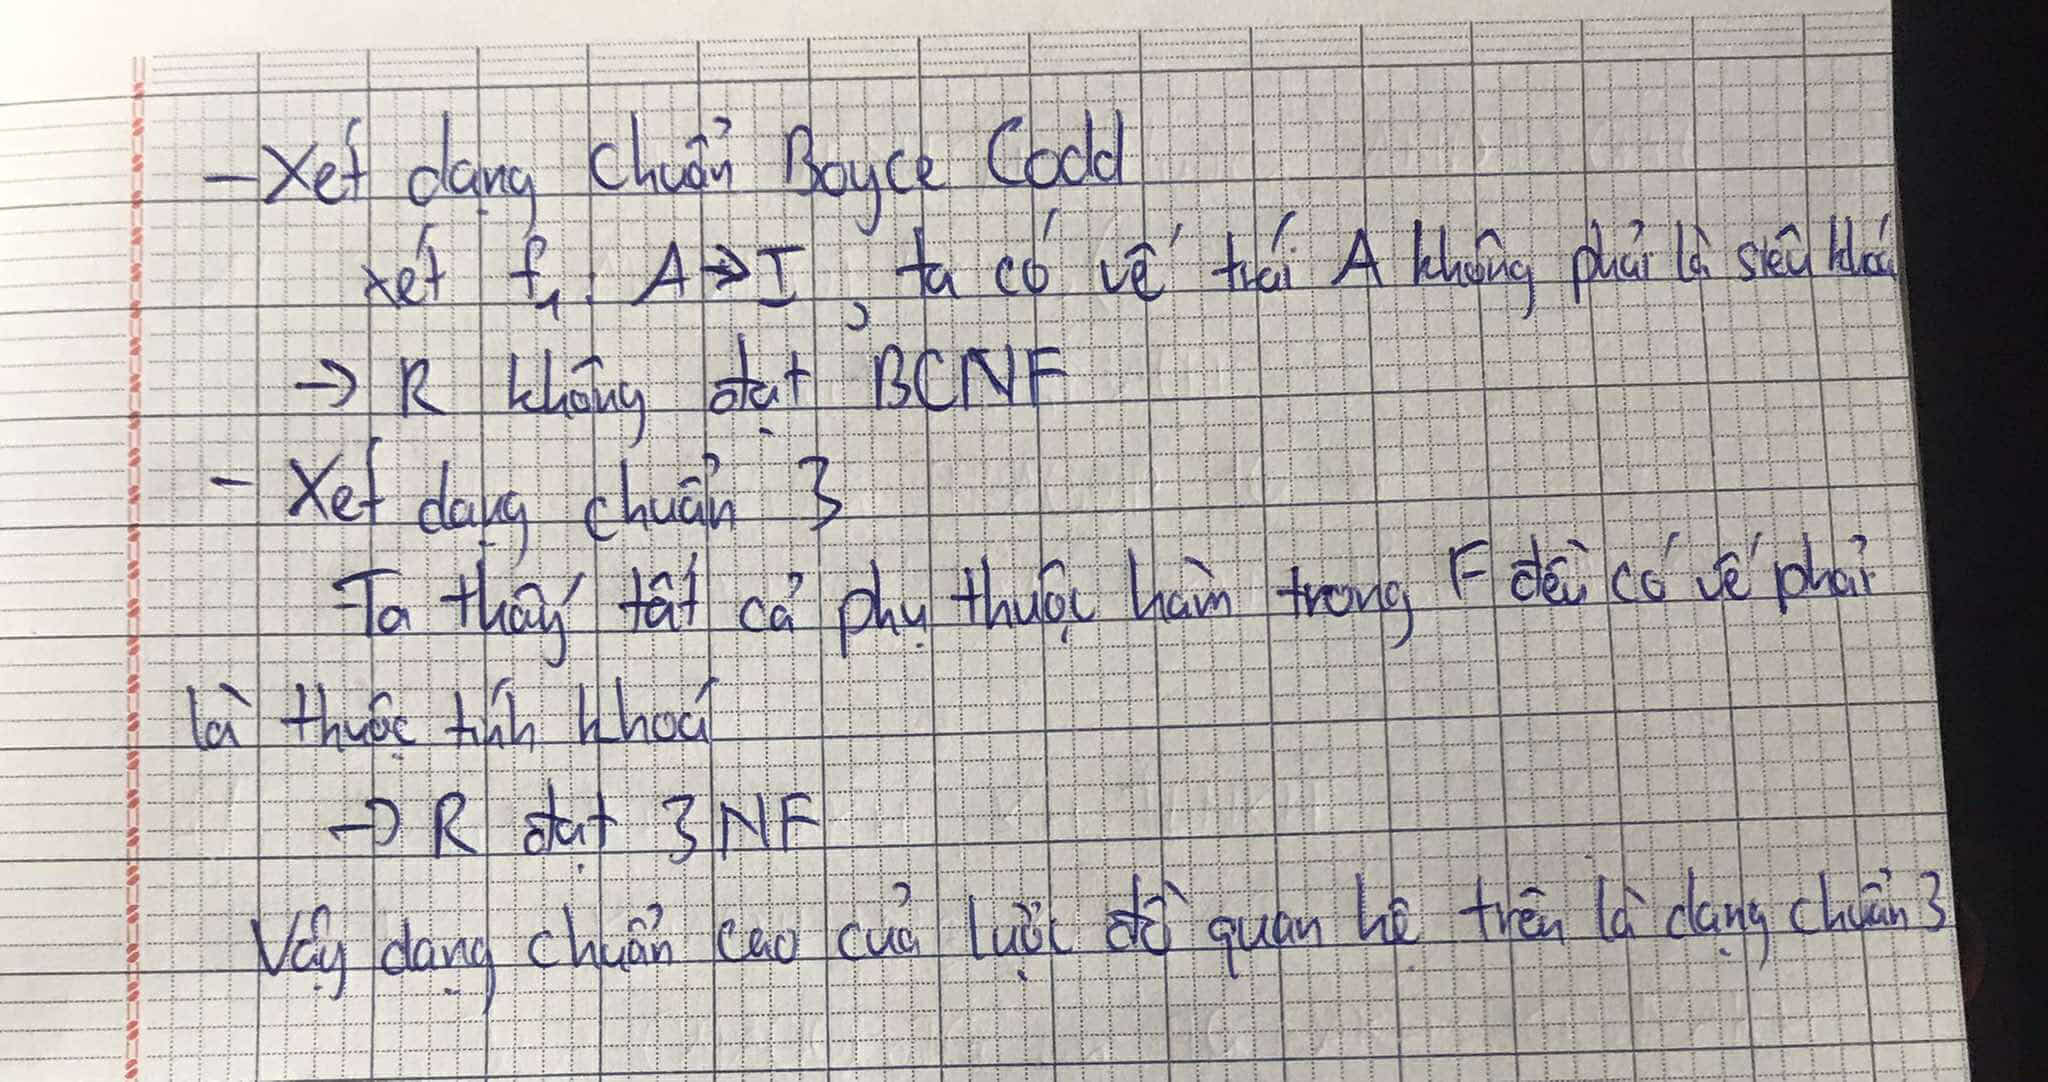 - Xét dạng chuẩn Boyce Codd
xét f1: A → I, ta có vế trái A không phải là siêu khoá
→ R không đạt BCNF
- Xét dạng chuẩn 3
Ta thấy tất cả phụ thuộc hàm trong F đều có vế phải
là thuộc tính khoá
→ R đạt 3NF
Vậy dạng chuẩn cao của lược đồ quan hệ trên là dạng chuẩn 3